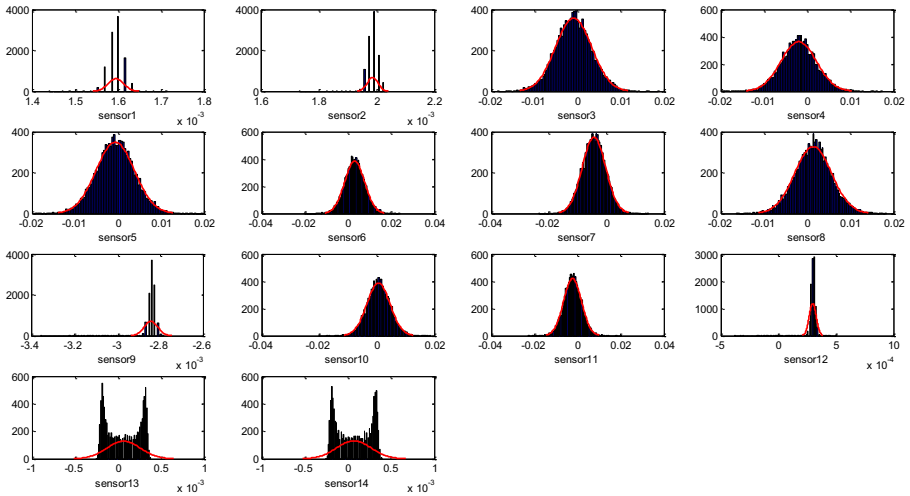 4000 2000 0 1.4 1.5 1.6 1.7 1.8 sensor1 x 10⁻³
4000 2000 0 1.6 1.8 2 2.2 sensor2 x 10⁻³
400 200 0 -0.02 -0.01 0 0.01 0.02 sensor3
600 400 200 0 -0.02 -0.01 0 0.01 0.02 sensor4
400 200 0 -0.02 -0.01 0 0.01 0.02 sensor5
600 400 200 0 -0.04 -0.02 0 0.02 0.04 sensor6
400 200 0 -0.04 -0.02 0 0.02 sensor7
400 200 0 -0.02 -0.01 0 0.01 0.02 sensor8
4000 2000 0 -3.4 -3.2 -3 -2.8 -2.6 sensor9 x 10⁻³
600 400 200 0 -0.04 -0.02 0 0.02 sensor10
600 400 200 0 -0.04 -0.02 0 0.02 0.04 sensor11
3000 2000 1000 0 -5 0 5 10 sensor12 x 10⁻⁴
600 400 200 0 -1 -0.5 0 0.5 1 sensor13 x 10⁻³
600 400 200 0 -1 -0.5 0 0.5 1 sensor14 x 10⁻³